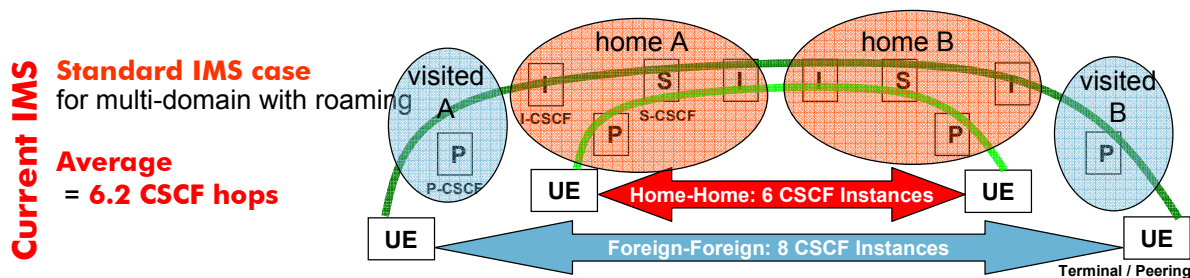 Current IMS
Standard IMS case
for multi-domain with roaming
Average
= 6.2 CSCF hops
visited
A
P
P-CSCF
UE
home A
I
I-CSCF
S
S-CSCF
I
P
UE
home B
I
S
I
P
UE
visited
B
P
UE
Home-Home: 6 CSCF Instances
Foreign-Foreign: 8 CSCF Instances
Terminal / Peering